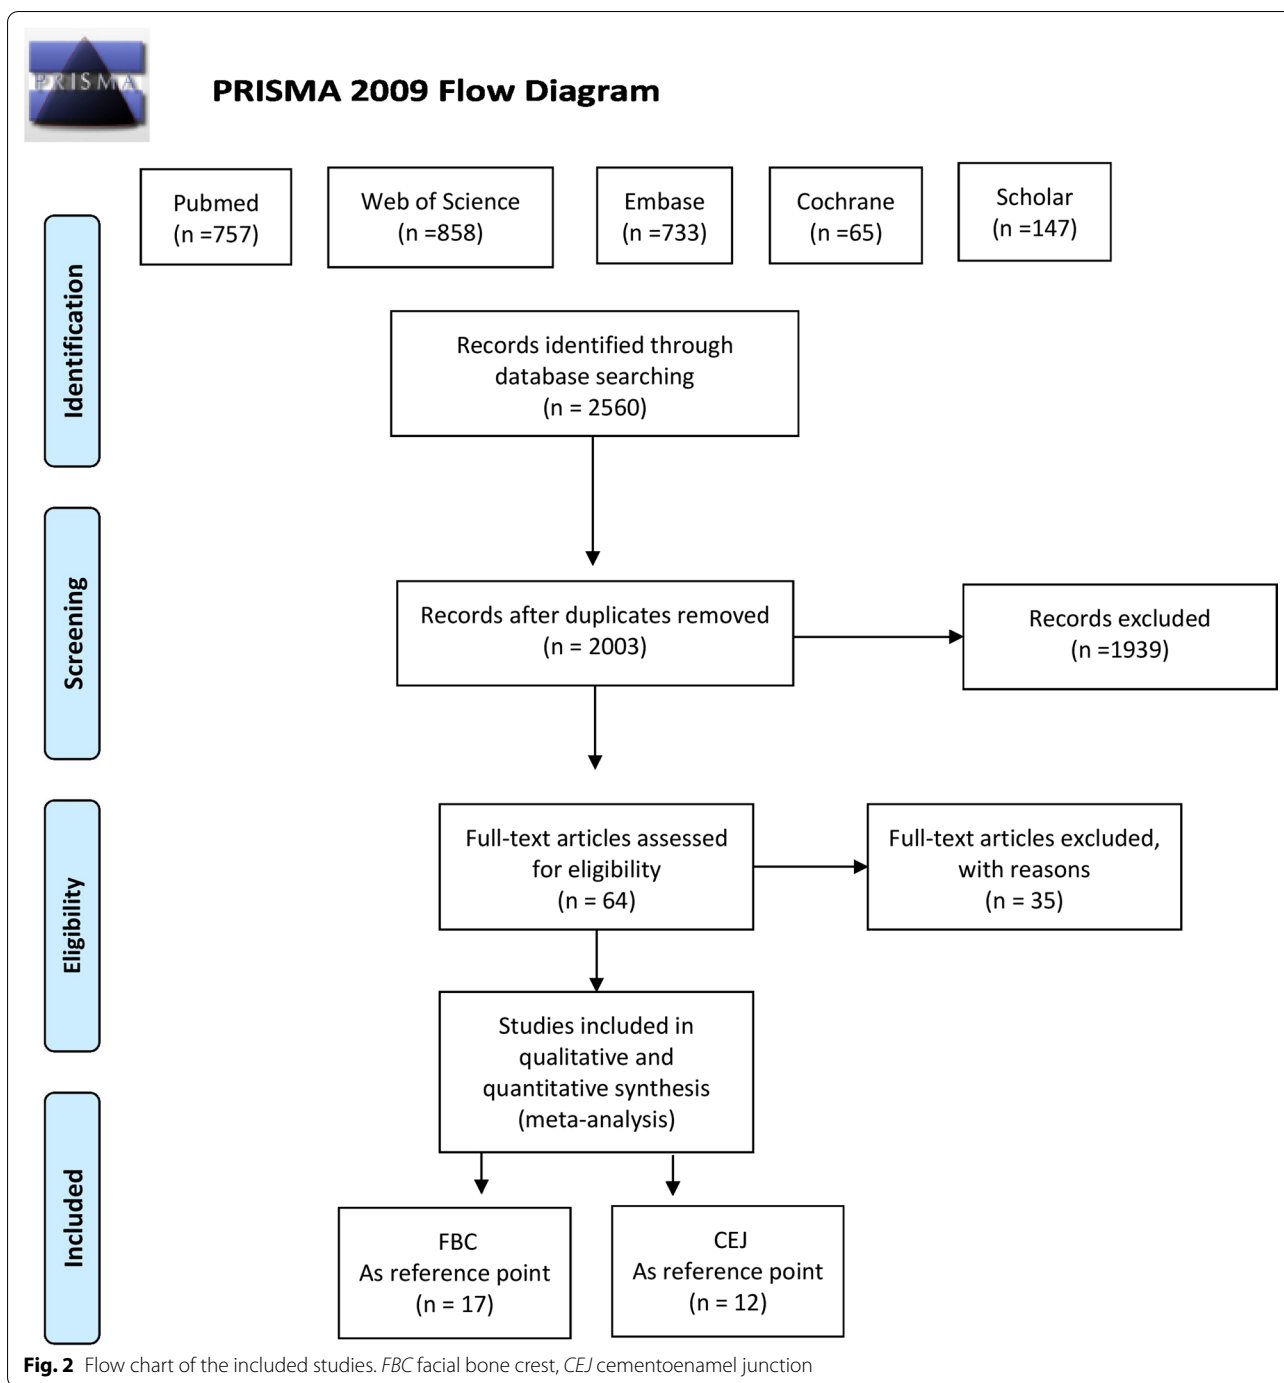 PRISMA
PRISMA 2009 Flow Diagram
Pubmed
(n =757)
Web of Science
(n =858)
Embase
(n =733)
Cochrane
(n =65)
Scholar
(n =147)
Identification
Records identified through
database searching
(n = 2560)
Screening
Records after duplicates removed
(n = 2003)
Records excluded
(n =1939)
Eligibility
Full-text articles assessed
for eligibility
(n = 64)
Full-text articles excluded,
with reasons
(n = 35)
Studies included in
qualitative and
quantitative synthesis
(meta-analysis)
Included
FBC
As reference point
(n = 17)
CEJ
As reference point
(n = 12)
Fig. 2 Flow chart of the included studies. FBC facial bone crest, CEJ cementoenamel junction